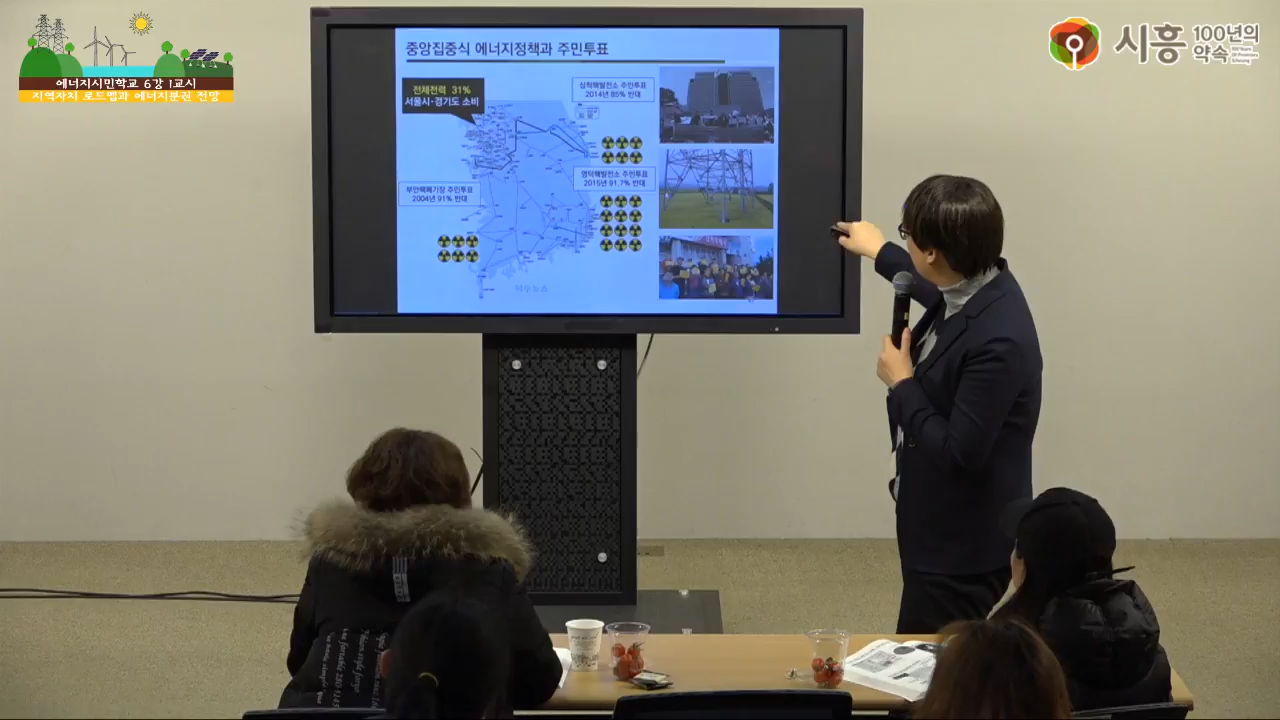 에너지시민학교 6강 1교시
지역자치 로드맵과 에너지분권 전망
시흥 100년의 약속
중앙집중식 에너지정책과 주민투표
전체전력 31%
서울시·경기도 소비
삼척핵발전소 주민투표
2014년 85% 반대
영덕핵발전소 주민투표
2015년 91.7% 반대
부안핵폐기장 주민투표
2004년 91% 반대